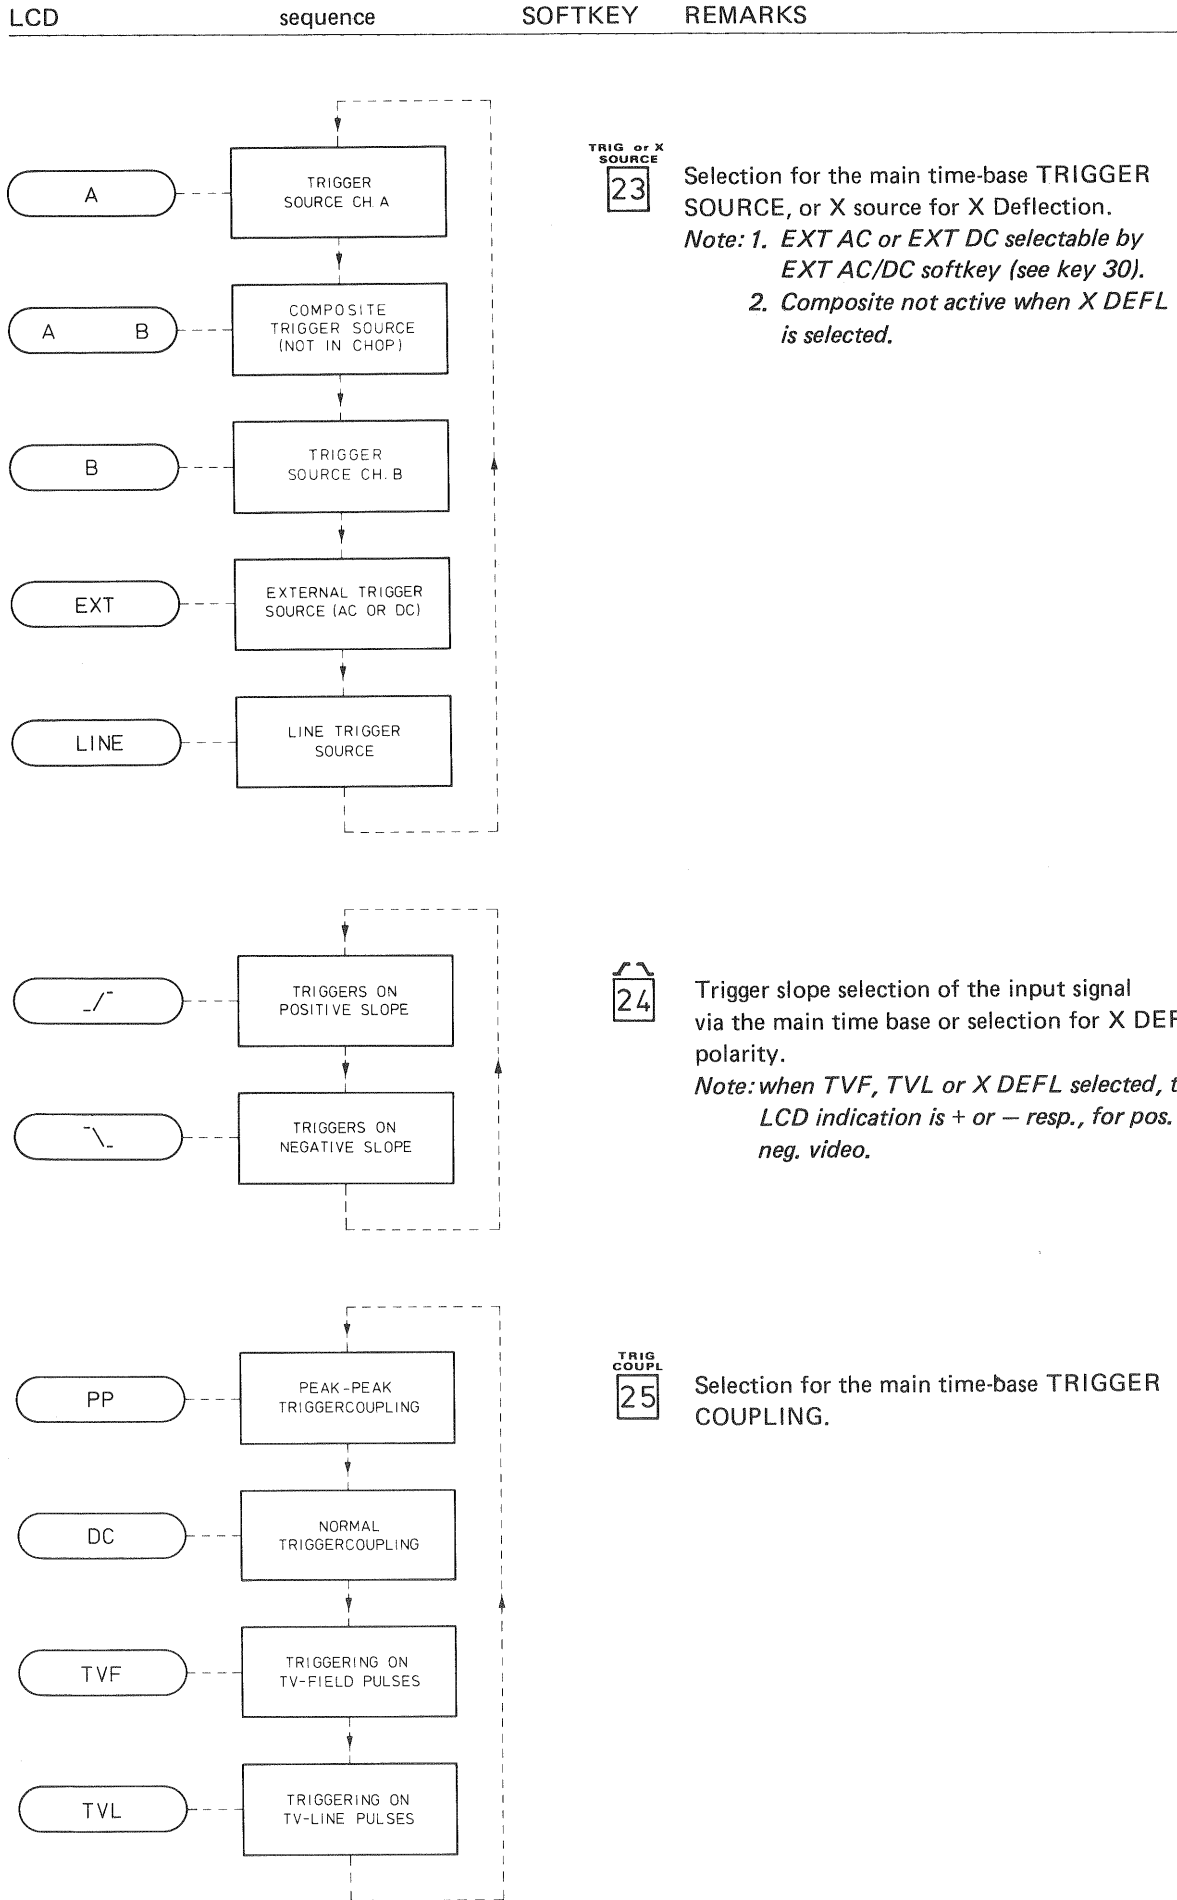 LCD sequence SOFTKEY REMARKS
A
TRIGGER
SOURCE CH. A
TRIG or X
SOURCE
23
Selection for the main time-base TRIGGER
SOURCE, or X source for X Deflection.
Note: 1. EXT AC or EXT DC selectable by
EXT AC/DC softkey (see key 30).
2. Composite not active when X DEFL
is selected.
A B
COMPOSITE
TRIGGER SOURCE
(NOT IN CHOP)
B
TRIGGER
SOURCE CH. B
EXT
EXTERNAL TRIGGER
SOURCE (AC OR DC)
LINE
LINE TRIGGER
SOURCE
_/¯
TRIGGERS ON
POSITIVE SLOPE
24
Trigger slope selection of the input signal
via the main time base or selection for X DEF
polarity.
Note: when TVF, TVL or X DEFL selected, t
LCD indication is + or — resp., for pos.
neg. video.
¯\_
TRIGGERS ON
NEGATIVE SLOPE
PP
PEAK-PEAK
TRIGGERCOUPLING
TRIG
COUPL
25
Selection for the main time-base TRIGGER
COUPLING.
DC
NORMAL
TRIGGERCOUPLING
TVF
TRIGGERING ON
TV-FIELD PULSES
TVL
TRIGGERING ON
TV-LINE PULSES